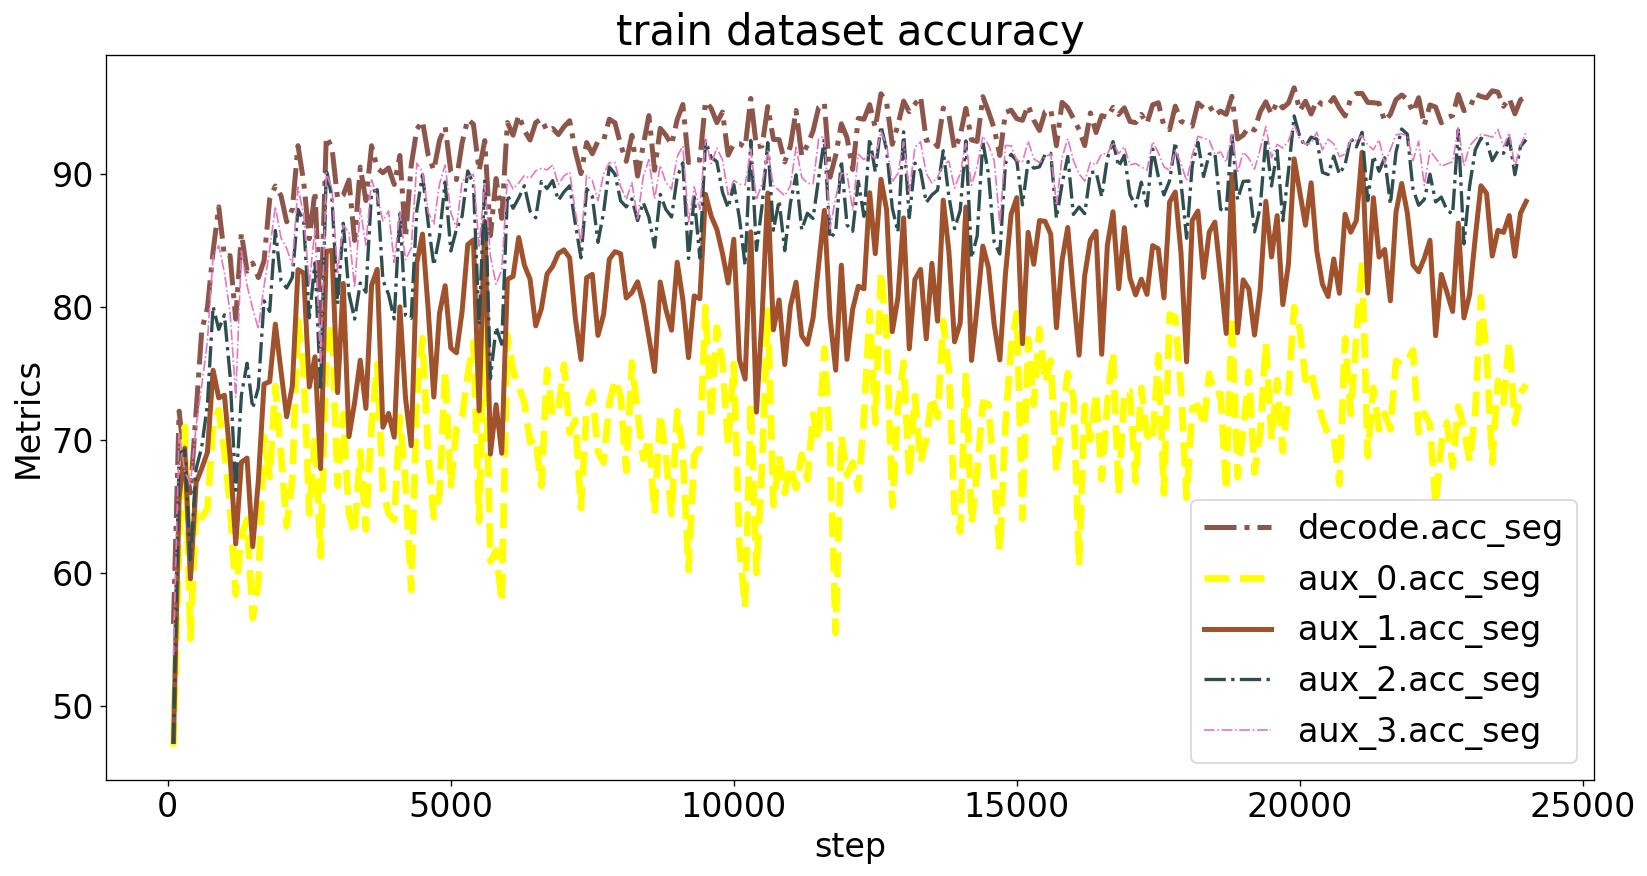 train dataset accuracy
Metrics
90
80
70
60
50
decode.acc_seg
aux_0.acc_seg
aux_1.acc_seg
aux_2.acc_seg
aux_3.acc_seg
0 5000 10000 15000 20000 25000
step